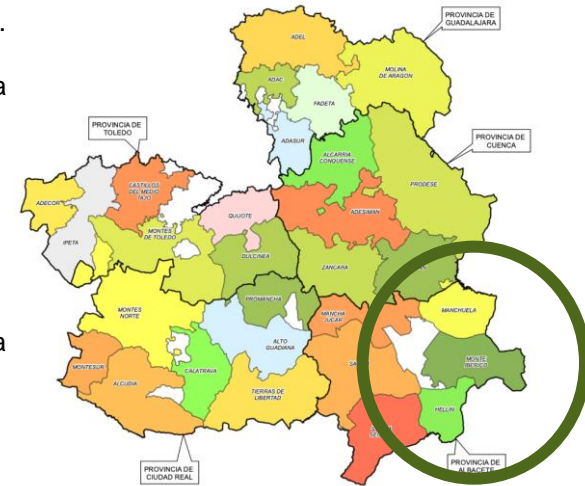 .
a
a
PROVINCIA DE
GUADALAJARA
ADEL
MOLINA
DE ARAGON
ADAC
FADETA
PROVINCIA DE
TOLEDO
ADASUR
PROVINCIA DE
CUENCA
ALCARRIA
CONQUENSE
CASTILLOS
DEL MEDIO
TAJO
PRODESE
ADECOR
QUIJOTE
ADESIMAN
IPETA
MONTES
DE TOLEDO
DULCINEA
ZANCARA
PROMANCHA
MANCHUELA
MONTES
NORTE
MANCHA
JUCAR
ALTO
GUADIANA
MONTE
IBERICO
MONTESUR
CALATRAVA
ALCUDIA
TIERRAS DE
LIBERTAD
HELLIN
PROVINCIA DE
CIUDAD REAL
PROVINCIA DE
ALBACETE